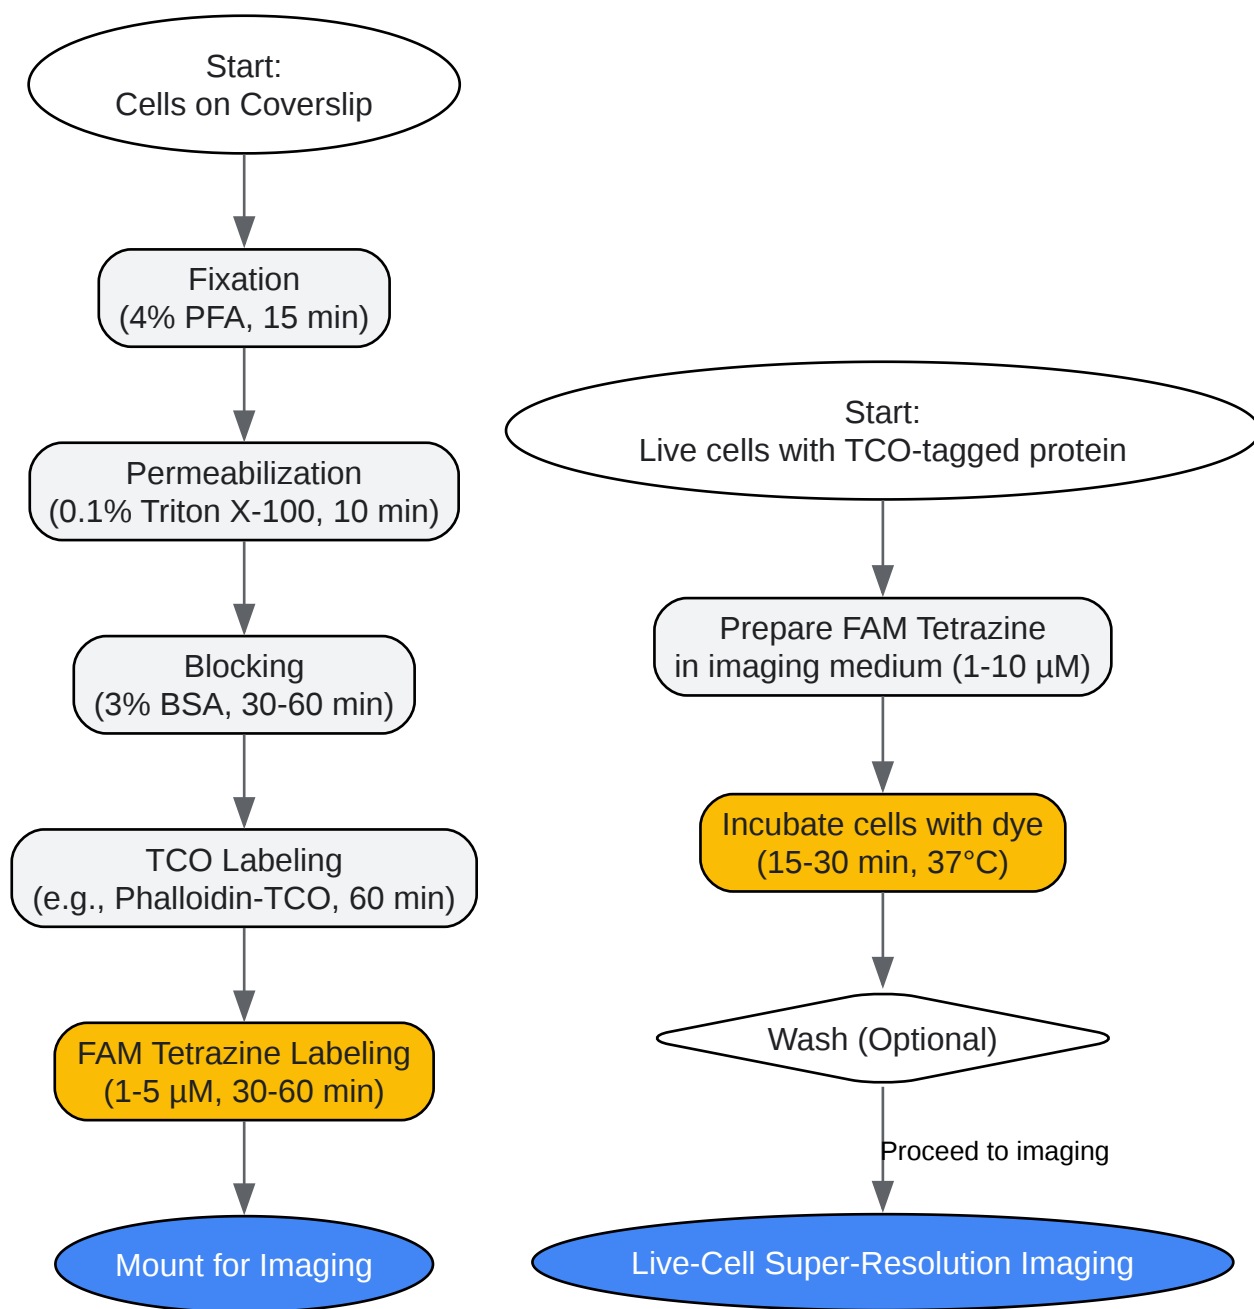 Start:
Cells on Coverslip
Fixation
(4% PFA, 15 min)
Permeabilization
(0.1% Triton X-100, 10 min)
Blocking
(3% BSA, 30-60 min)
TCO Labeling
(e.g., Phalloidin-TCO, 60 min)
FAM Tetrazine Labeling
(1-5 µM, 30-60 min)
Mount for Imaging
Start:
Live cells with TCO-tagged protein
Prepare FAM Tetrazine
in imaging medium (1-10 µM)
Incubate cells with dye
(15-30 min, 37°C)
Wash (Optional)
Proceed to imaging
Live-Cell Super-Resolution Imaging